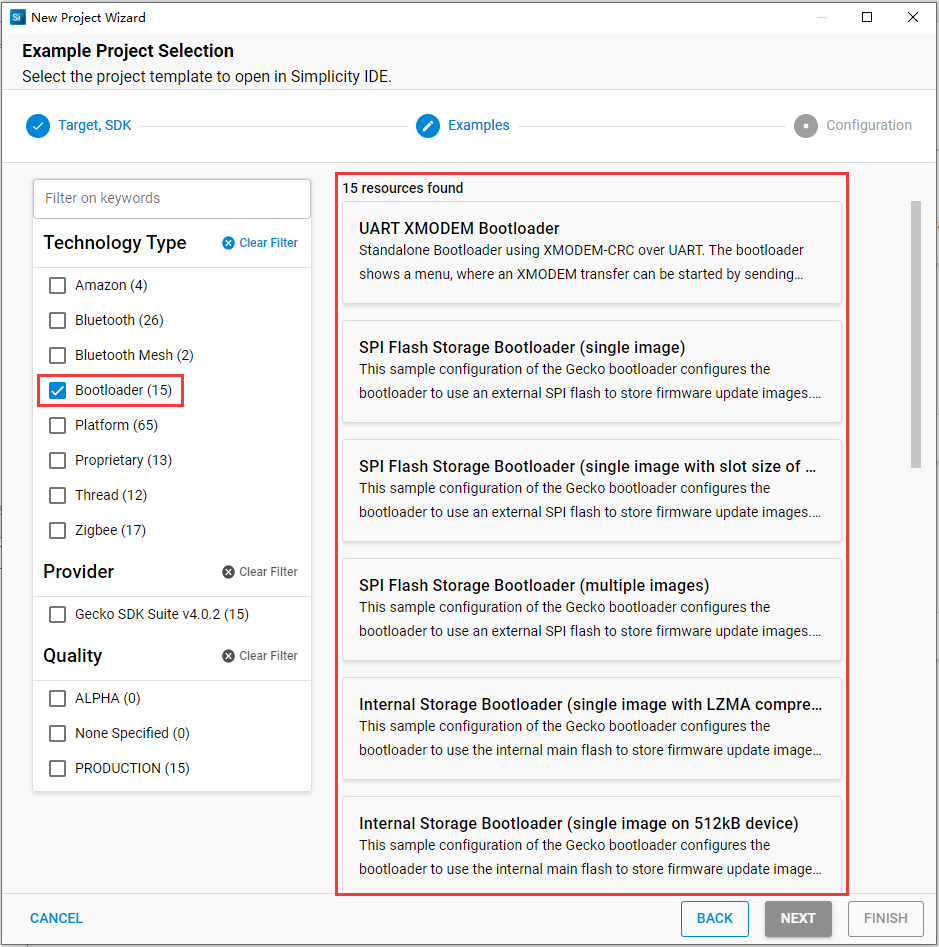 Si New Project Wizard
Example Project Selection
Select the project template to open in Simplicity IDE.
Target, SDK
Examples
Configuration
Filter on keywords
Technology Type
Clear Filter
Amazon (4)
Bluetooth (26)
Bluetooth Mesh (2)
Bootloader (15)
Platform (65)
Proprietary (13)
Thread (12)
Zigbee (17)
Provider
Clear Filter
Gecko SDK Suite v4.0.2 (15)
Quality
Clear Filter
ALPHA (0)
None Specified (0)
PRODUCTION (15)
15 resources found
UART XMODEM Bootloader
Standalone Bootloader using XMODEM-CRC over UART. The bootloader
shows a menu, where an XMODEM transfer can be started by sending...
SPI Flash Storage Bootloader (single image)
This sample configuration of the Gecko bootloader configures the
bootloader to use an external SPI flash to store firmware update images....
SPI Flash Storage Bootloader (single image with slot size of ...
This sample configuration of the Gecko bootloader configures the
bootloader to use an external SPI flash to store firmware update images....
SPI Flash Storage Bootloader (multiple images)
This sample configuration of the Gecko bootloader configures the
bootloader to use an external SPI flash to store firmware update images....
Internal Storage Bootloader (single image with LZMA compre...
This sample configuration of the Gecko bootloader configures the
bootloader to use the internal main flash to store firmware update image...
Internal Storage Bootloader (single image on 512kB device)
This sample configuration of the Gecko bootloader configures the
bootloader to use the internal main flash to store firmware update image...
CANCEL
BACK
NEXT
FINISH